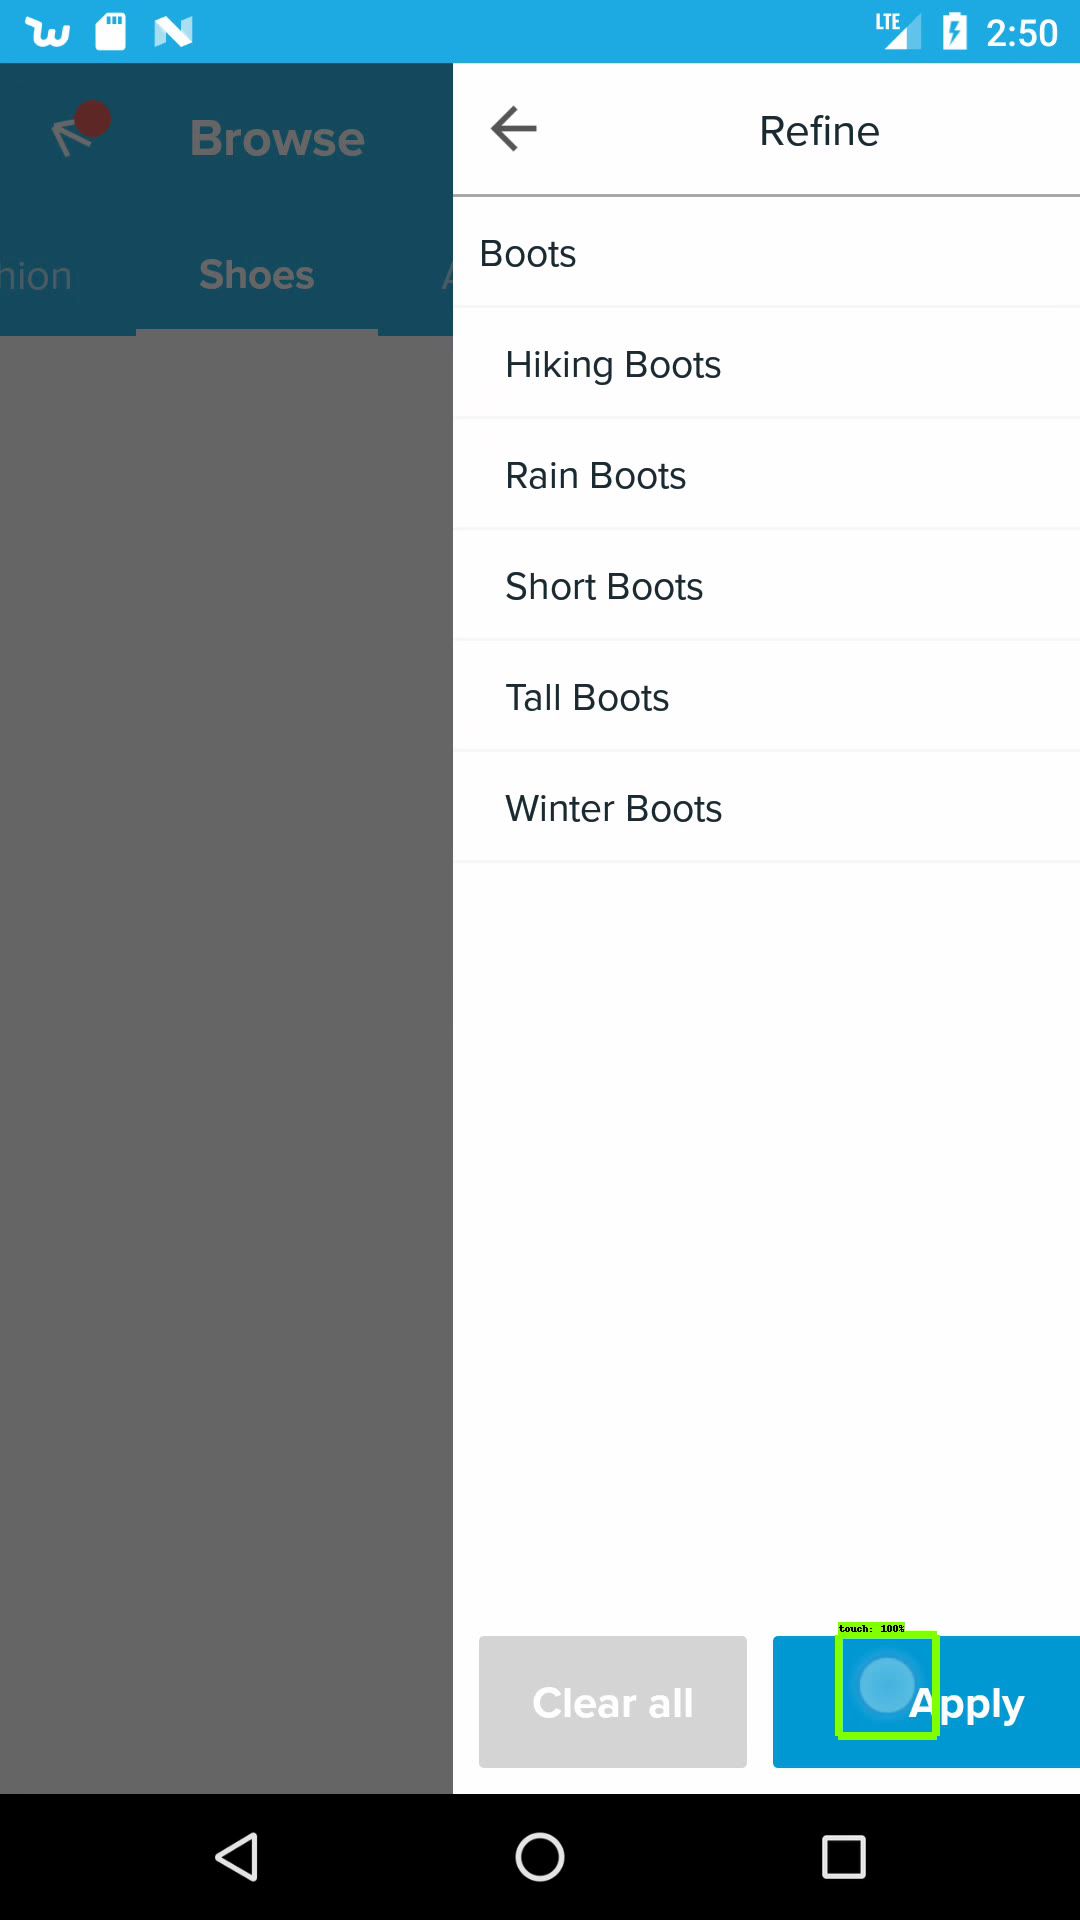 LTE 2:50
Browse
Refine
hion Shoes A
Boots
Hiking Boots
Rain Boots
Short Boots
Tall Boots
Winter Boots
touch: 100%
Clear all
Apply